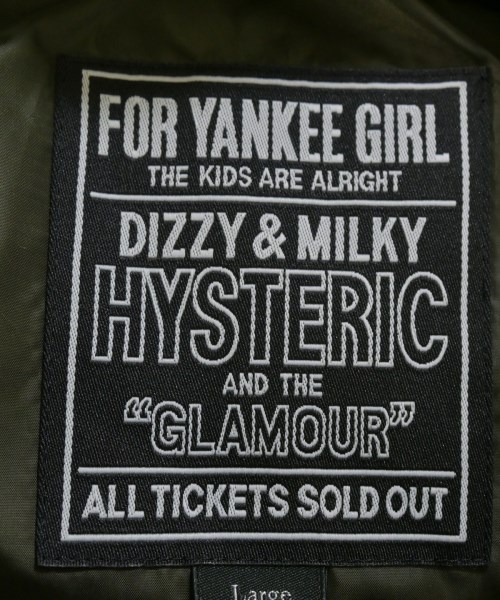 FOR YANKEE GIRL
THE KIDS ARE ALRIGHT
DIZZY & MILKY
HYSTERIC
AND THE
“GLAMOUR”
ALL TICKETS SOLD OUT
Large